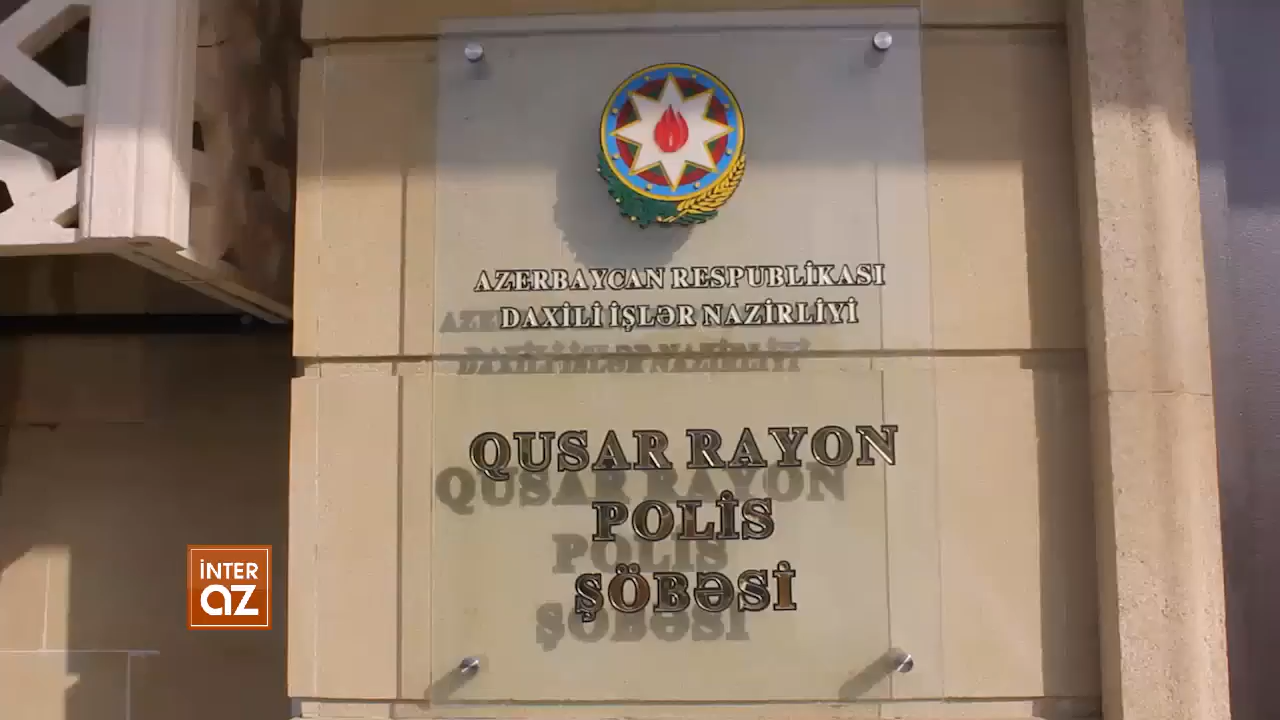 AZERBAYCAN RESPUBLİKASI
DAXİLİ İŞLƏR NAZİRLİYİ
QUSAR RAYON
POLİS
ŞÖBƏSİ
İNTER
az